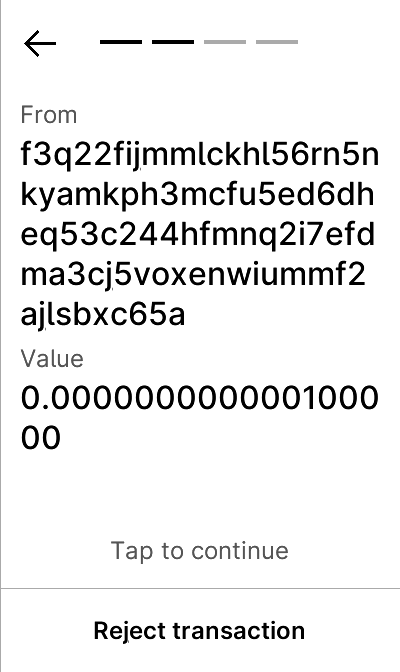 From
f3q22fijmmlckhl56rn5n
kyamkph3mcfu5ed6dh
eq53c244hfmnq2i7efd
ma3cj5voxenwiummf2
ajlsbxc65a
Value
0.0000000000001000
00
Tap to continue
Reject transaction